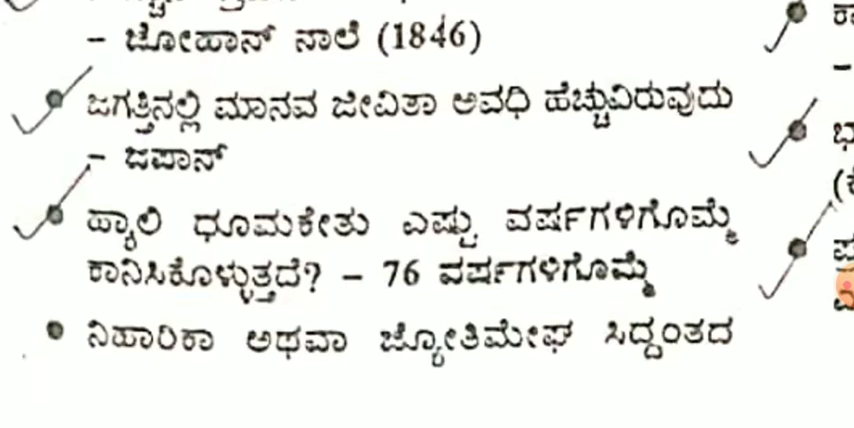 – ಜೋಹಾನ್ ನಾಲೆ (1846)
ಜಗತ್ತಿನಲ್ಲಿ ಮಾನವ ಜೀವಿತಾ ಅವಧಿ ಹೆಚ್ಚುವಿರುವುದು
– ಜಪಾನ್
ಹ್ಯಾಲಿ ಧೂಮಕೇತು ಎಷ್ಟು ವರ್ಷಗಳಿಗೊಮ್ಮೆ
ಕಾನಿಸಿಕೊಳ್ಳುತ್ತದೆ? – 76 ವರ್ಷಗಳಿಗೊಮ್ಮೆ
ನಿಹಾರಿಕಾ ಅಥವಾ ಜ್ಯೋತಿಮೇಘ ಸಿದ್ದಂತದ